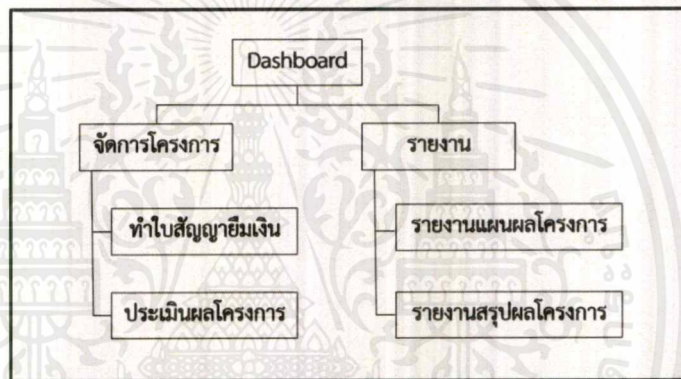 Dashboard
จัดการโครงการ
รายงาน
ทำใบสัญญายืมเงิน
รายงานแผนผลโครงการ
ประเมินผลโครงการ
รายงานสรุปผลโครงการ